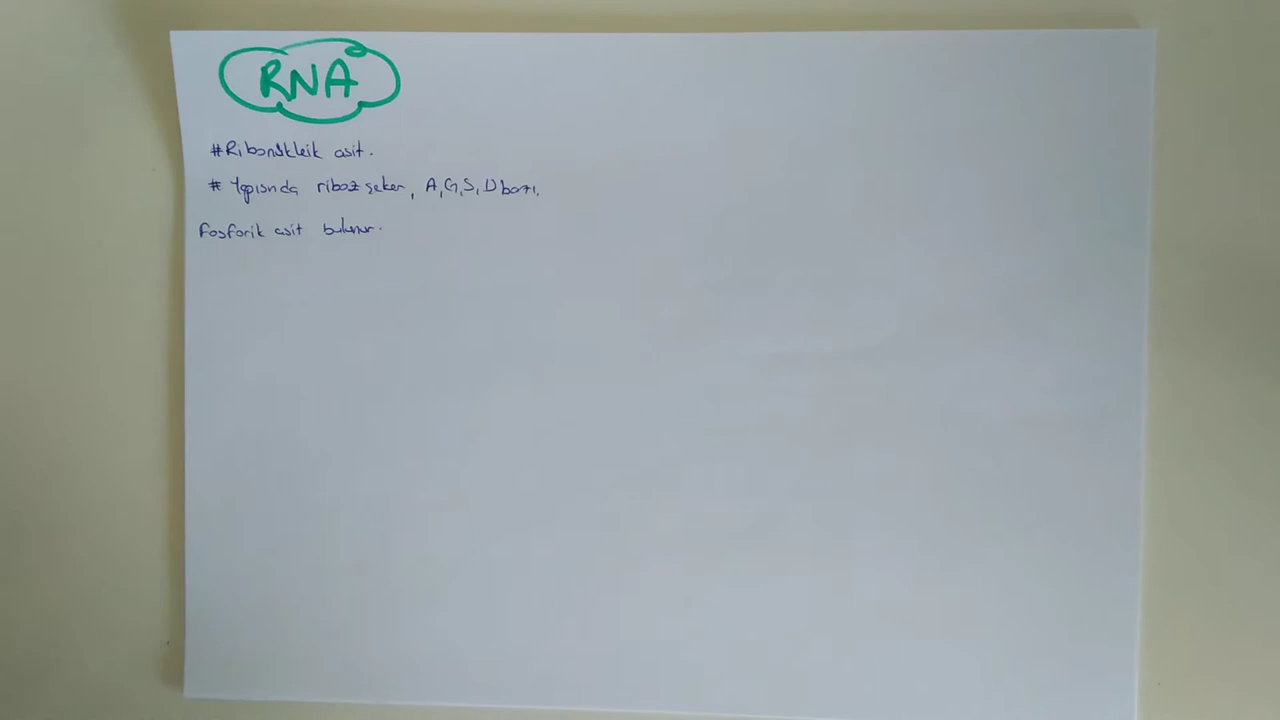 RNA
#Ribonükleik asit.
# Yapısında riboz şeker, A,G,S,U bazı,
fosforik asit bulunur.